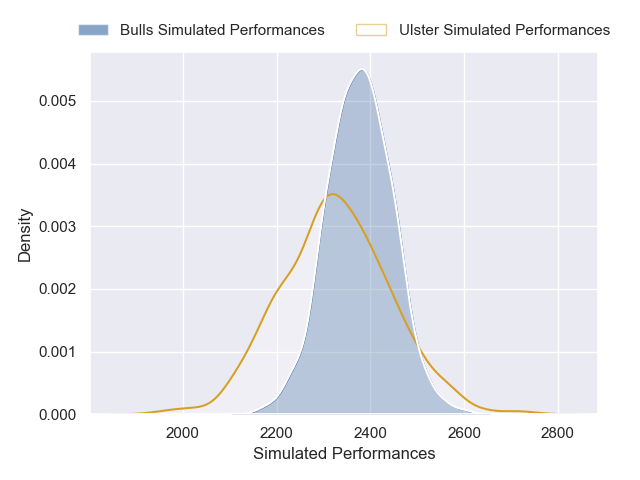 Bulls Simulated Performances
Ulster Simulated Performances
0.005
0.004
0.003
0.002
0.001
0.000
Density
2000
2200
2400
2600
2800
Simulated Performances